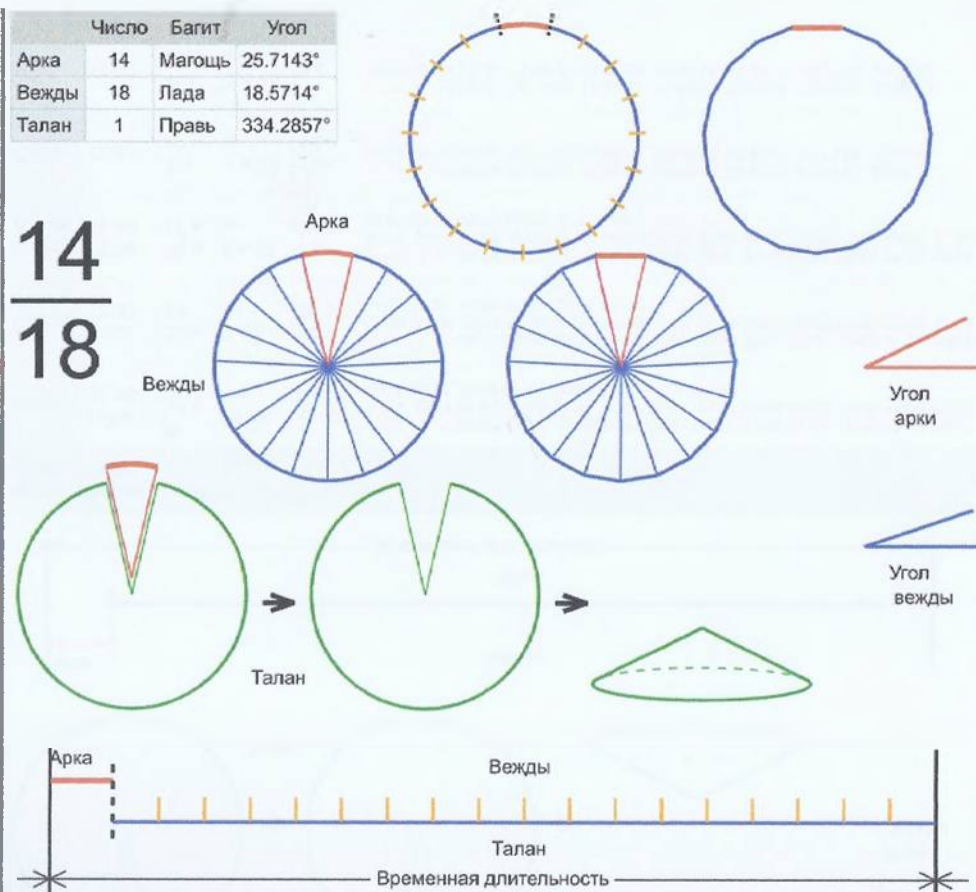 Число Багит Угол
Арка 14 Магощь 25.7143°
Вежды 18 Лада 18.5714°
Талан 1 Правь 334.2857°
14
18
Арка
Вежды
Угол
арки
Угол
вежды
Талан
Арка
Вежды
Талан
Временная длительность